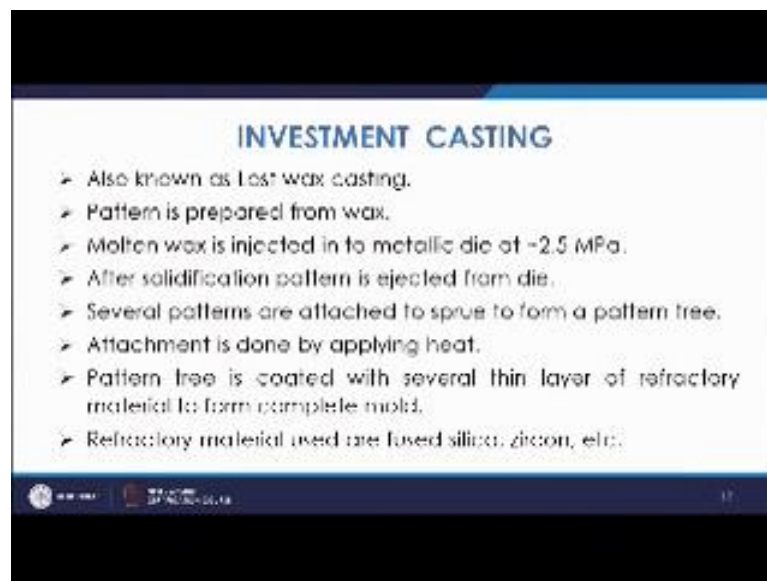 INVESTMENT CASTING
➢ Also known as Lost wax casting.
➢ Pattern is prepared from wax.
➢ Molten wax is injected in to metallic die at ~2.5 MPa.
➢ After solidification pattern is ejected from die.
➢ Several patterns are attached to sprue to form a pattern tree.
➢ Attachment is done by applying heat.
➢ Pattern tree is coated with several thin layer of refractory
material to form complete mold.
➢ Refractory material used are fused silica, zircon, etc.